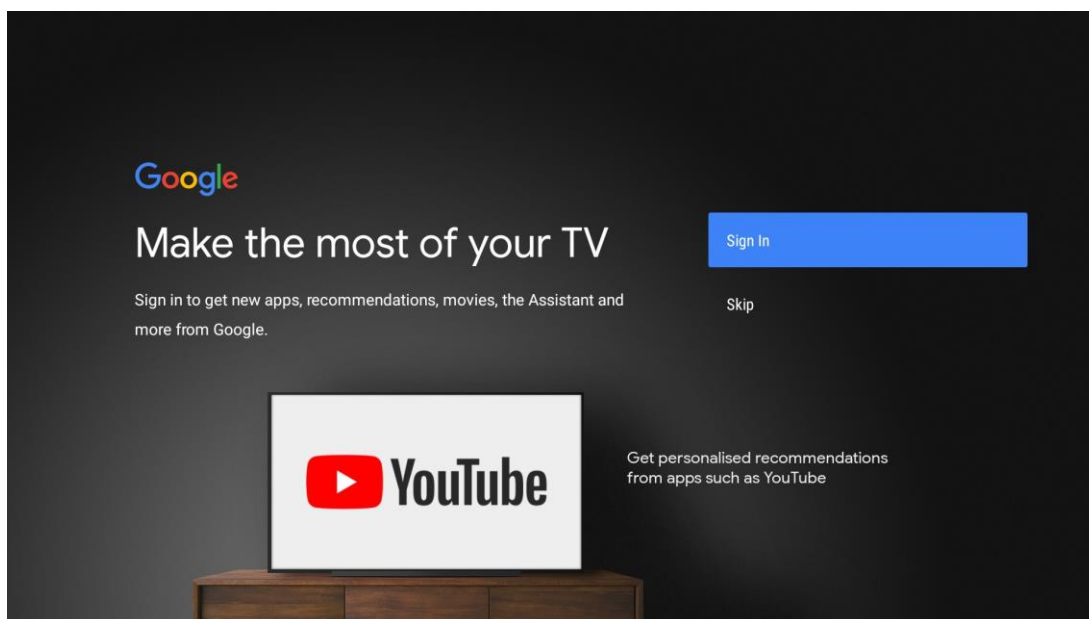 Google
Make the most of your TV
Sign in to get new apps, recommendations, movies, the Assistant and
more from Google.
Sign In
Skip
YouTube
Get personalised recommendations
from apps such as YouTube